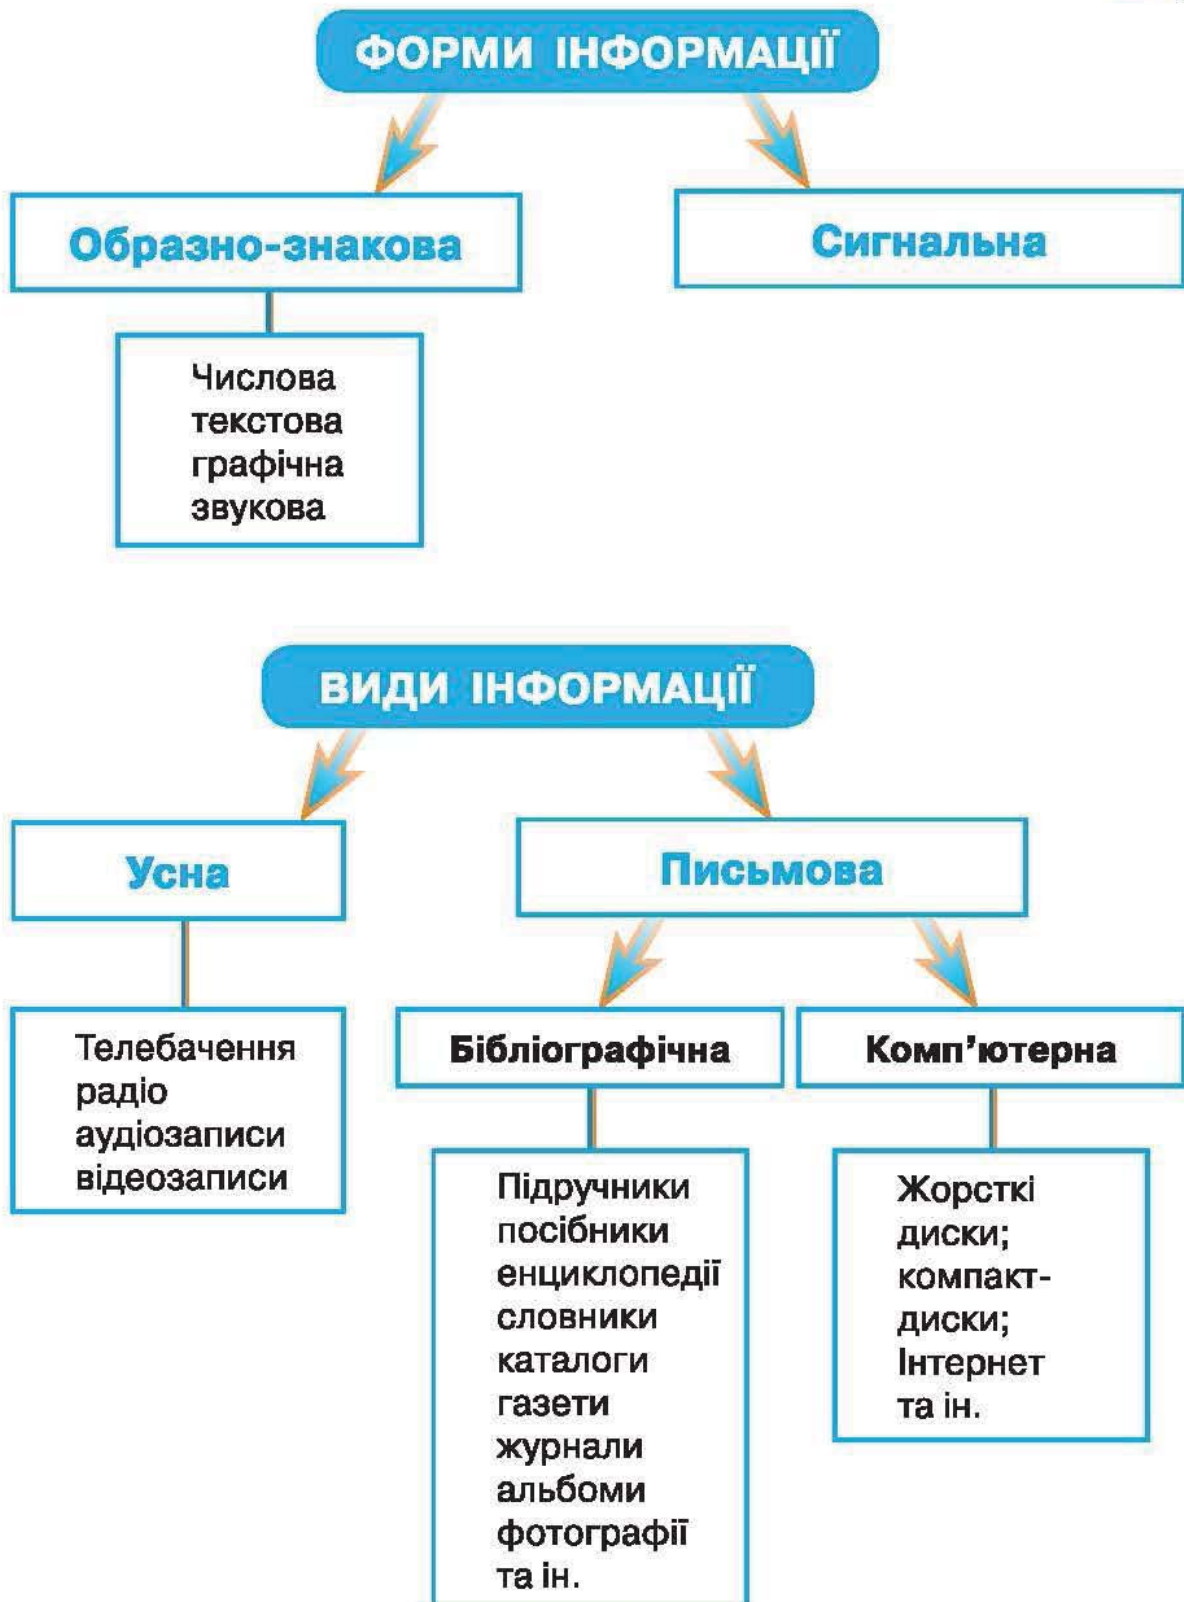 ФОРМИ ІНФОРМАЦІЇ
Образно-знакова
Сигнальна
Числова
текстова
графічна
звукова
ВИДИ ІНФОРМАЦІЇ
Усна
Письмова
Телебачення
радіо
аудіозаписи
відеозаписи
Бібліографічна
Комп’ютерна
Підручники
посібники
енциклопедії
словники
каталоги
газети
журнали
альбоми
фотографії
та ін.
Жорсткі
диски;
компакт-
диски;
Інтернет
та ін.